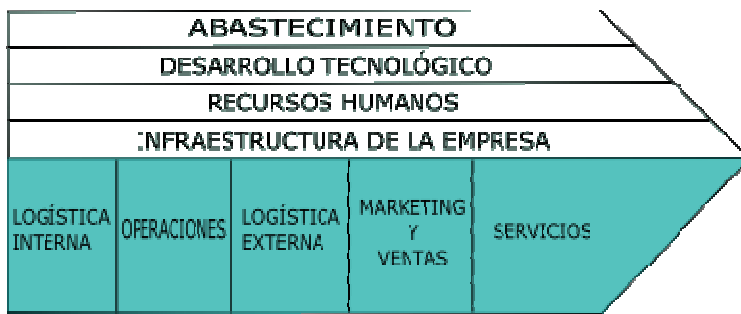 ABASTECIMIENTO
DESARROLLO TECNOLÓGICO
RECURSOS HUMANOS
INFRAESTRUCTURA DE LA EMPRESA
LOGÍSTICA
INTERNA
OPERACIONES
LOGÍSTICA
EXTERNA
MARKETING
Y
VENTAS
SERVICIOS